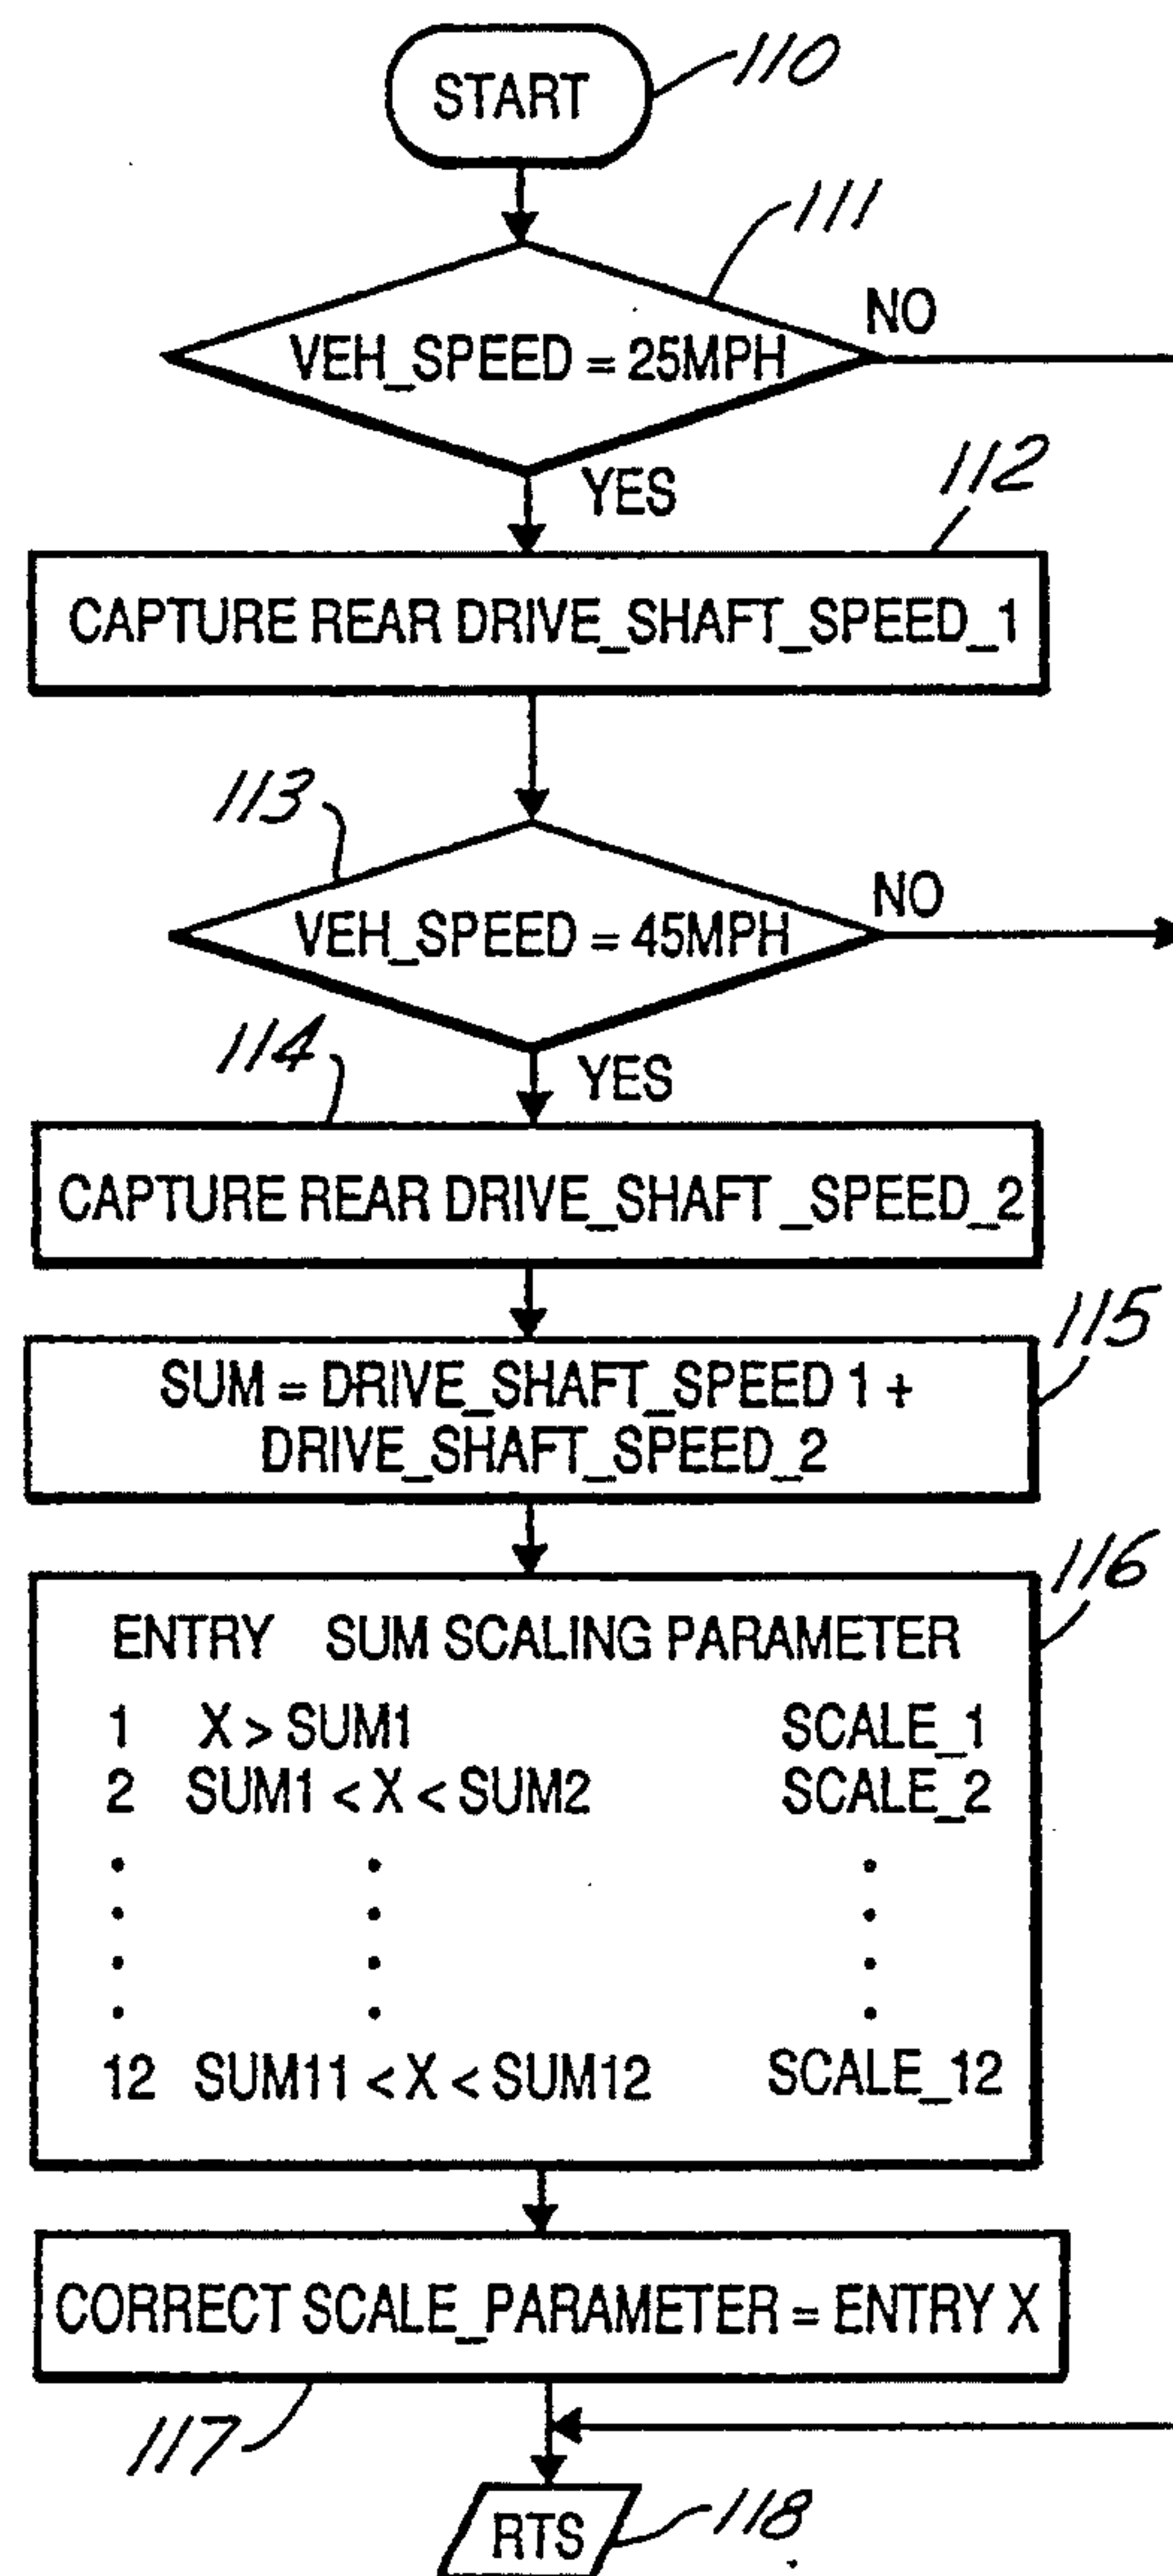 START
110
111
VEH_SPEED = 25MPH
NO
YES
112
CAPTURE REAR DRIVE_SHAFT_SPEED_1
113
VEH_SPEED = 45MPH
NO
114
YES
CAPTURE REAR DRIVE_SHAFT _SPEED_2
115
SUM = DRIVE_SHAFT_SPEED 1 +
DRIVE_SHAFT_SPEED_2
116
ENTRY SUM SCALING PARAMETER
1 X > SUM1 SCALE_1
2 SUM1 < X < SUM2 SCALE_2
. . .
. . .
. . .
. . .
12 SUM11 < X < SUM12 SCALE_12
CORRECT SCALE_PARAMETER = ENTRY X
117
RTS
118